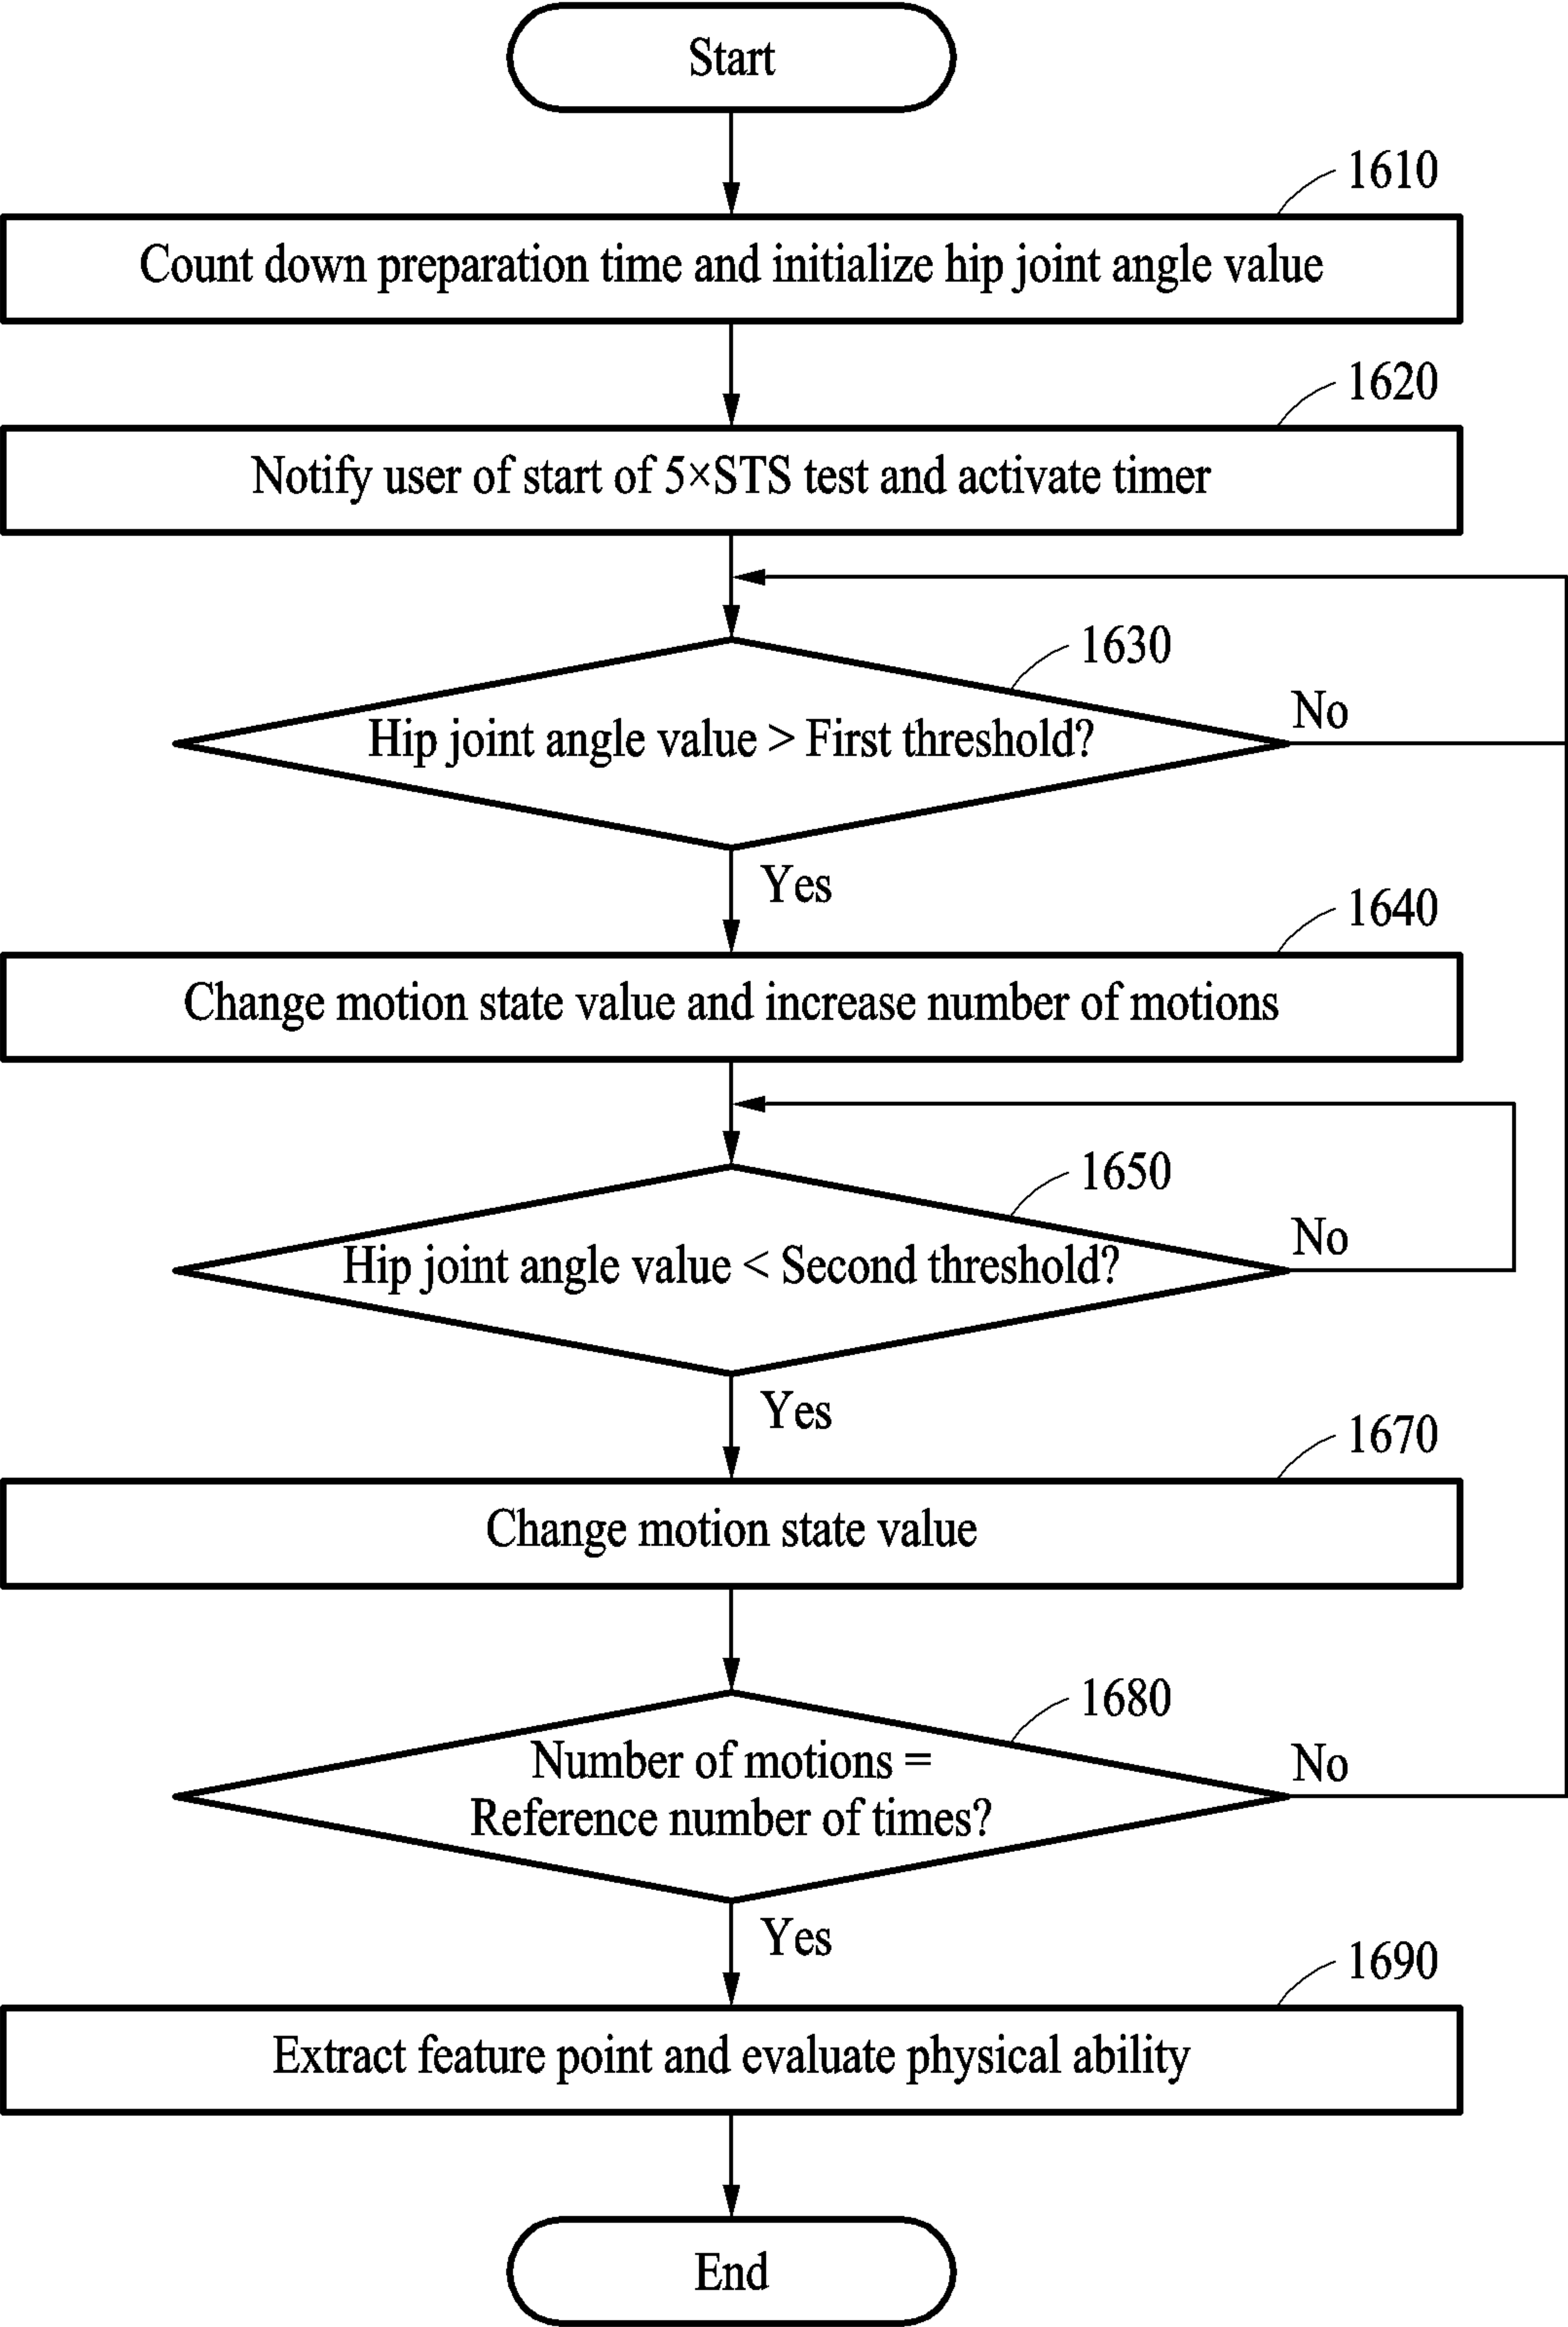 Start
1610
Count down preparation time and initialize hip joint angle value
1620
Notify user of start of 5×STS test and activate timer
1630
Hip joint angle value > First threshold?
No
Yes
1640
Change motion state value and increase number of motions
1650
Hip joint angle value < Second threshold?
No
Yes
1670
Change motion state value
1680
Number of motions =
Reference number of times?
No
Yes
1690
Extract feature point and evaluate physical ability
End